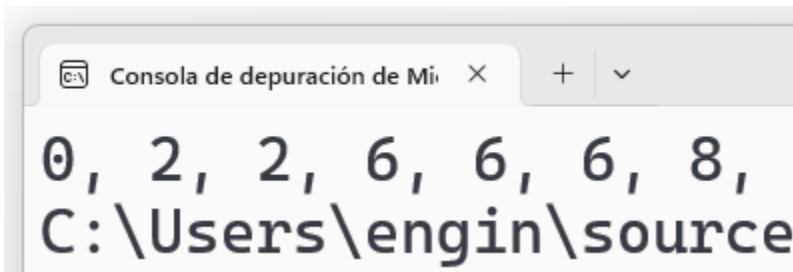 Consola de depuración de Mi
0, 2, 2, 6, 6, 6, 8,
C:\Users\engin\source